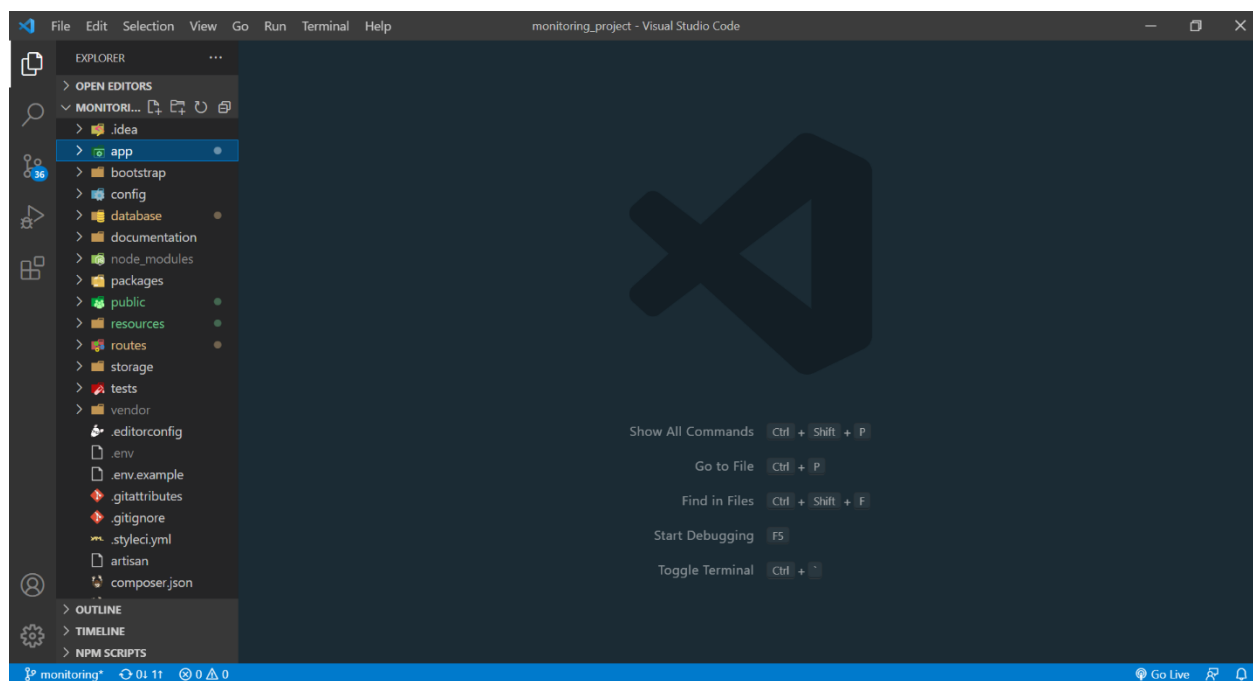 File Edit Selection View Go Run Terminal Help monitoring_project - Visual Studio Code
EXPLORER
OPEN EDITORS
MONITORI...
.idea
app
bootstrap
config
database
documentation
node_modules
packages
public
resources
routes
storage
tests
vendor
.editorconfig
.env
.env.example
.gitattributes
.gitignore
.styleci.yml
artisan
composer.json
OUTLINE
TIMELINE
NPM SCRIPTS
36
Show All Commands Ctrl + Shift + P
Go to File Ctrl + P
Find in Files Ctrl + Shift + F
Start Debugging F5
Toggle Terminal Ctrl + `
monitoring* 0↓ 1↑ 0 0 Go Live